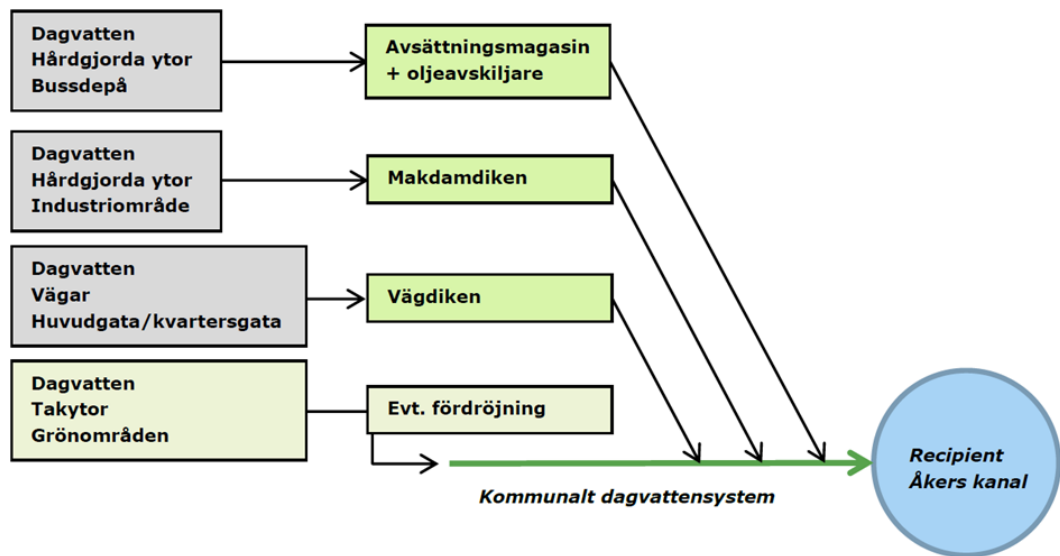 Dagvatten
Hårdgjorda ytor
Bussdepå
Avsättningsmagasin
+ oljeavskiljare
Dagvatten
Hårdgjorda ytor
Industriområde
Makdamdiken
Dagvatten
Vägar
Huvudgata/kvartersgata
Vägdiken
Dagvatten
Takytor
Grönområden
Evt. fördröjning
Kommunalt dagvattensystem
Recipient
Åkers kanal